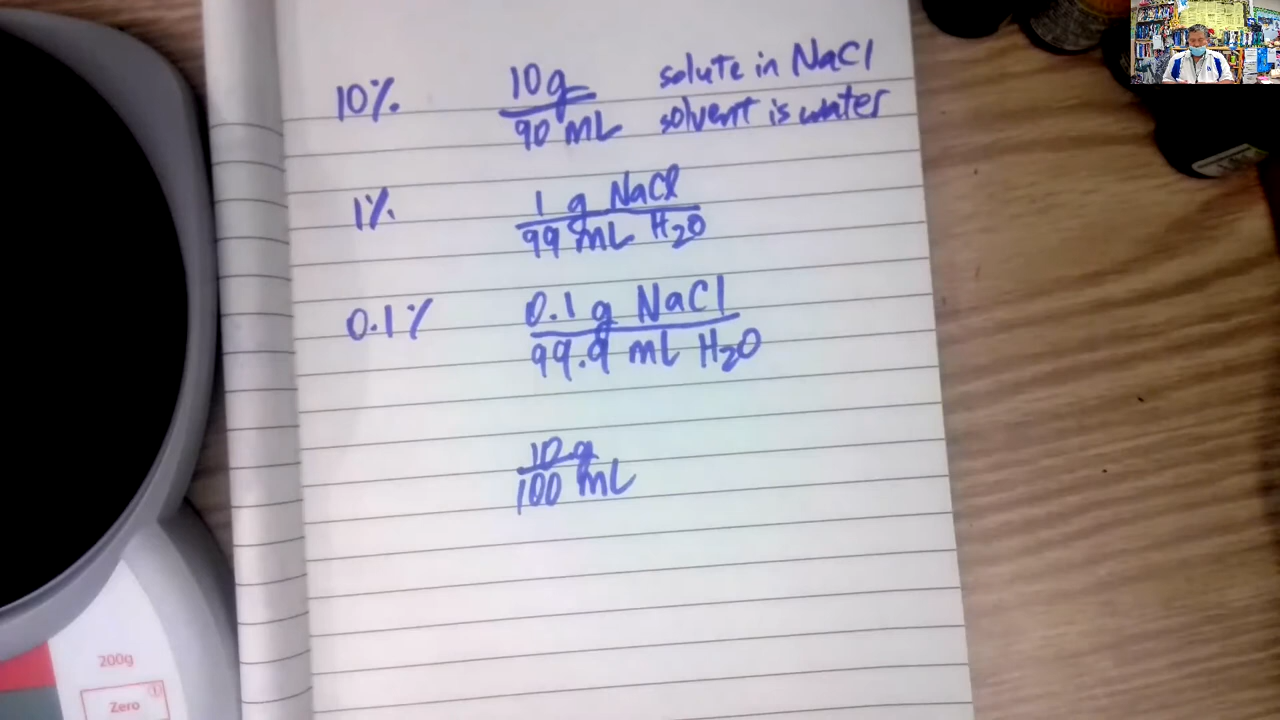 10% 10g solute in NaCl
90 mL solvent is water
1% 1 g NaCl
99 mL H2O
0.1% 0.1 g NaCl
99.9 mL H2O
10 g
100 mL
200g
Zero